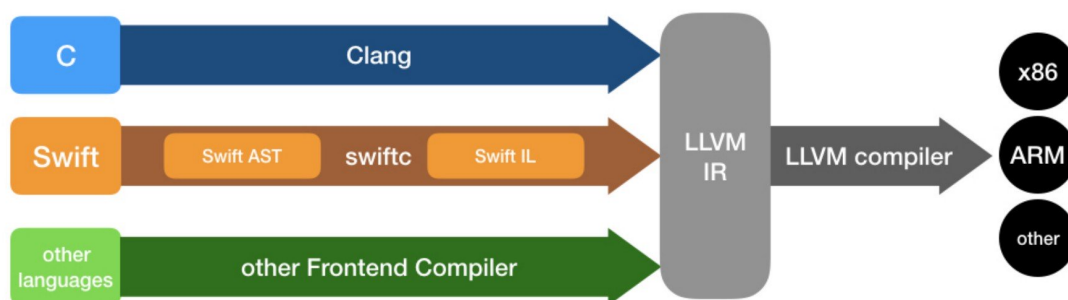 C
Clang
Swift
Swift AST
swiftc
Swift IL
other
languages
other Frontend Compiler
LLVM
IR
LLVM compiler
x86
ARM
other